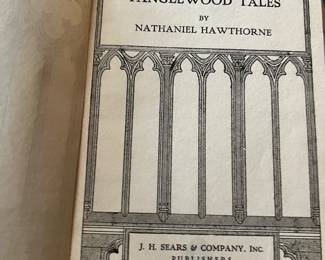 TANGLEWOOD TALES
BY
NATHANIEL HAWTHORNE
J. H. SEARS & COMPANY, INC.
PUBLISHERS